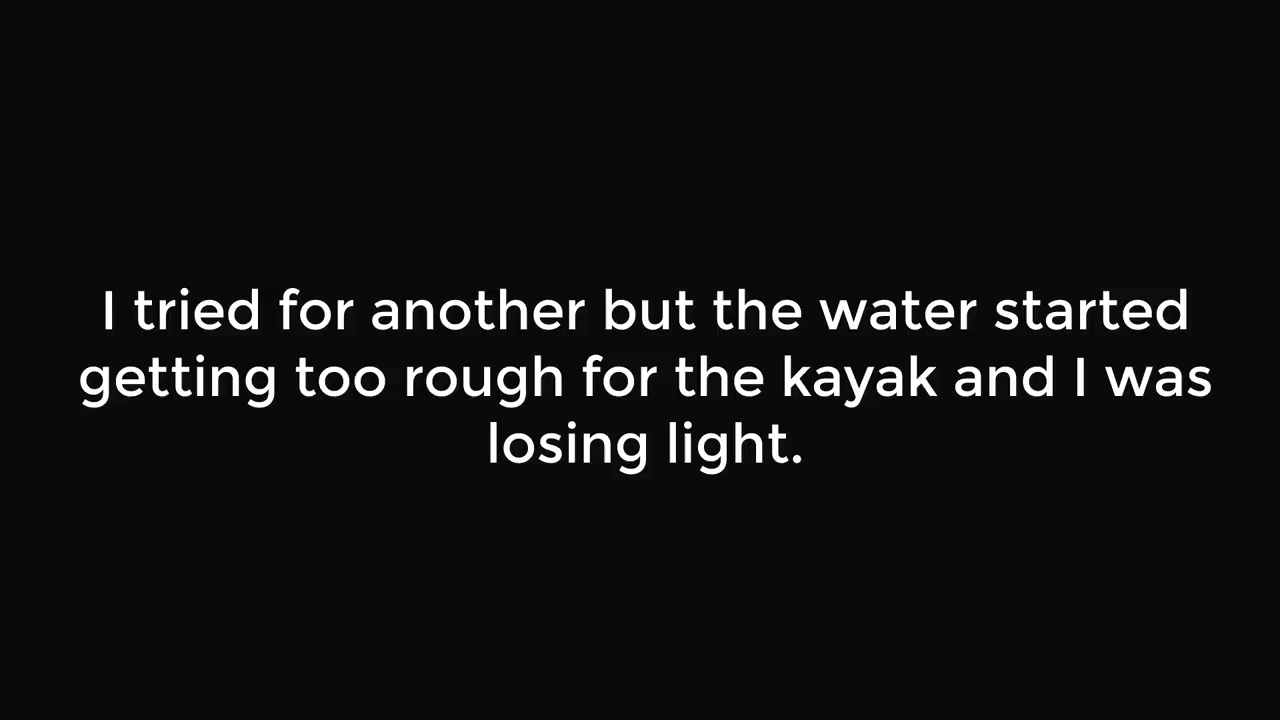 I tried for another but the water started
getting too rough for the kayak and I was
losing light.